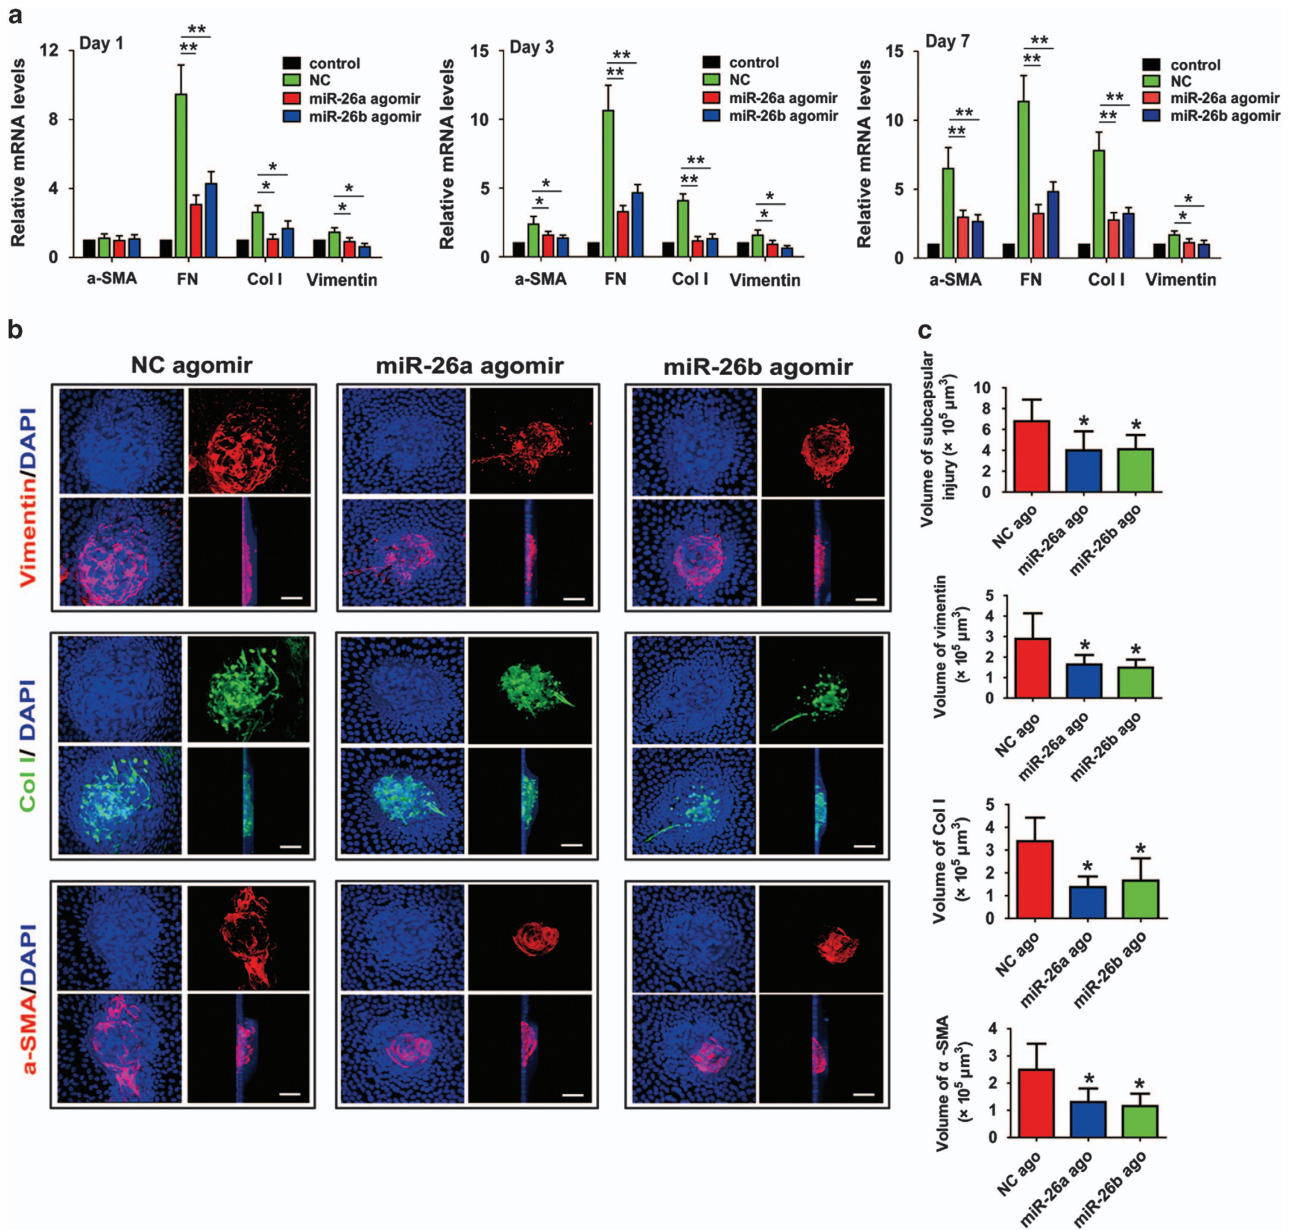 a
Day 1
Relative mRNA levels
12
8
4
0
** **
* *
* *
control
NC
miR-26a agomir
miR-26b agomir
a-SMA FN Col I Vimentin
Day 3
Relative mRNA levels
15
10
5
0
* *
** **
** **
* *
control
NC
miR-26a agomir
miR-26b agomir
a-SMA FN Col I Vimentin
Day 7
Relative mRNA levels
15
10
5
0
** **
** **
** **
* *
control
NC
miR-26a agomir
miR-26b agomir
a-SMA FN Col I Vimentin
b
NC agomir miR-26a agomir miR-26b agomir
Vimentin/DAPI
Col I/ DAPI
a-SMA/DAPI
c
Volume of subcapsular
injury (× 10⁵ µm³)
10
8
6
4
2
0
* *
NC ago miR-26a ago miR-26b ago
Volume of vimentin
(× 10⁵ µm³)
5
4
3
2
1
0
* *
NC ago miR-26a ago miR-26b ago
Volume of Col I
(× 10⁵ µm³)
5
4
3
2
1
0
* *
NC ago miR-26a ago miR-26b ago
Volume of α -SMA
(× 10⁵ µm³)
4
3
2
1
0
* *
NC ago miR-26a ago miR-26b ago